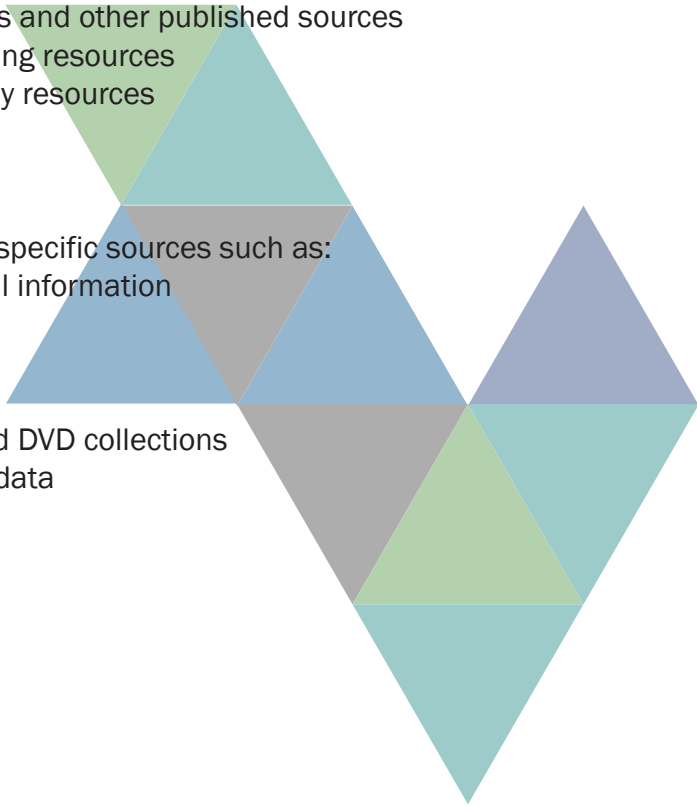 s and other published sources
ng resources
y resources
specific sources such as:
l information
d DVD collections
data